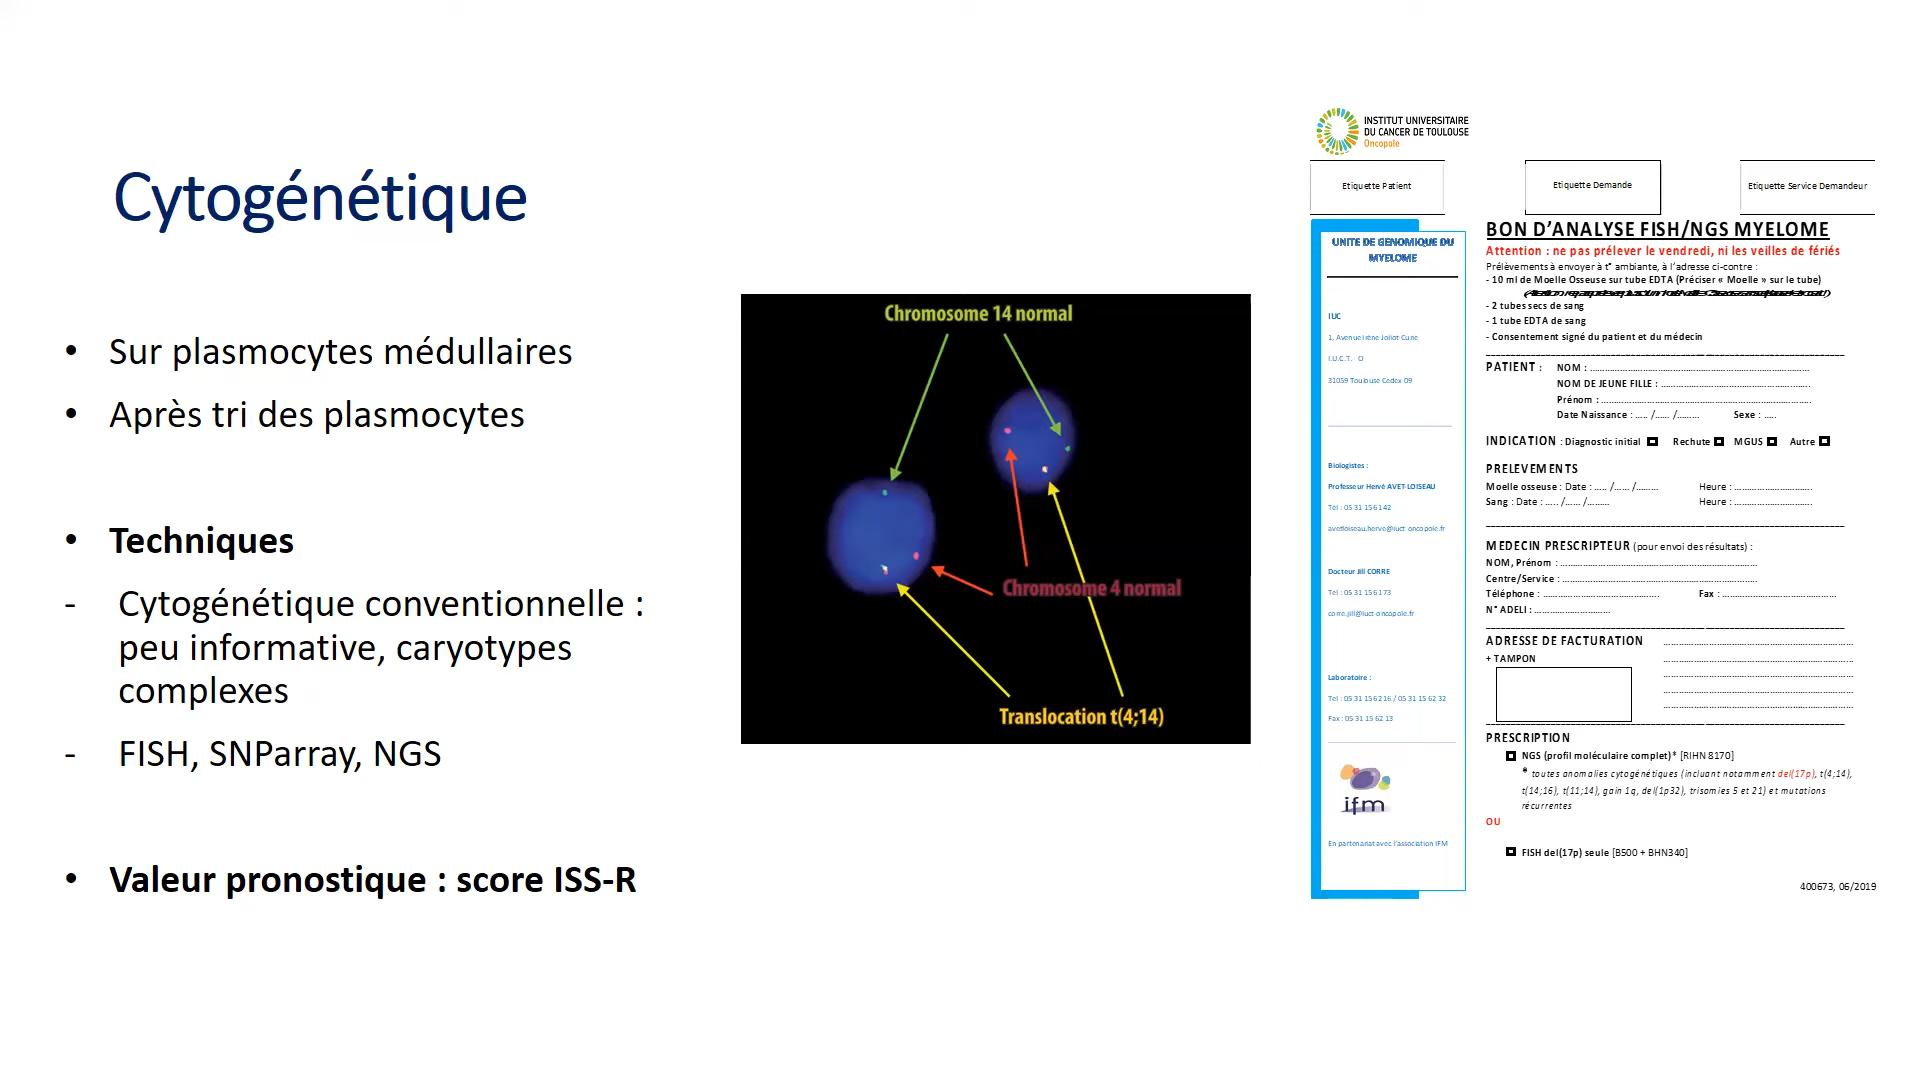 Cytogénétique
• Sur plasmocytes médullaires
• Après tri des plasmocytes
• Techniques
- Cytogénétique conventionnelle :
peu informative, caryotypes
complexes
- FISH, SNParray, NGS
• Valeur pronostique : score ISS-R
Chromosome 14 normal
Chromosome 4 normal
Translocation t(4;14)
INSTITUT UNIVERSITAIRE
DU CANCER DE TOULOUSE
Oncopole
Etiquette Patient
Etiquette Demande
Etiquette Service Demandeur
UNITE DE GENOMIQUE DU
MYELOME
IUC
1, Avenue Irène Joliot-Curie
I.U.C.T. O
31059 Toulouse Cedex 09
Biologistes :
Professeur Hervé AVET-LOISEAU
Tel : 05 31 15 61 42
avetloiseau.herve@iuct-oncopole.fr
Docteur Jill CORRE
Tel : 05 31 15 61 73
corre.jill@iuct-oncopole.fr
Laboratoire :
Tel : 05 31 15 62 16 / 05 31 15 62 32
Fax : 05 31 15 62 13
ifm
En partenariat avec l'association IFM
BON D'ANALYSE FISH/NGS MYELOME
Attention : ne pas prélever le vendredi, ni les veilles de fériés
Prélèvements à envoyer à t° ambiante, à l'adresse ci-contre :
- 10 ml de Moelle Osseuse sur tube EDTA (Préciser « Moelle » sur le tube)
- 2 tubes secs de sang
- 1 tube EDTA de sang
- Consentement signé du patient et du médecin
PATIENT : NOM :
NOM DE JEUNE FILLE :
Prénom :
Date Naissance : ..... /...... /......... Sexe : .....
INDICATION : Diagnostic initial Rechute MGUS Autre
PRELEVEMENTS
Moelle osseuse : Date : ..... /...... /......... Heure :
Sang : Date : ..... /...... /......... Heure :
MEDECIN PRESCRIPTEUR (pour envoi des résultats) :
NOM, Prénom :
Centre/Service :
Téléphone : Fax :
N° ADELI :
ADRESSE DE FACTURATION
+ TAMPON
PRESCRIPTION
NGS (profil moléculaire complet)* [RIHN 8170]
* toutes anomalies cytogénétiques (incluant notamment del(17p), t(4;14),
t(14;16), t(11;14), gain 1q, del(1p32), trisomies 5 et 21) et mutations
récurrentes
OU
FISH del(17p) seule [B500 + BHN340]
400673, 06/2019